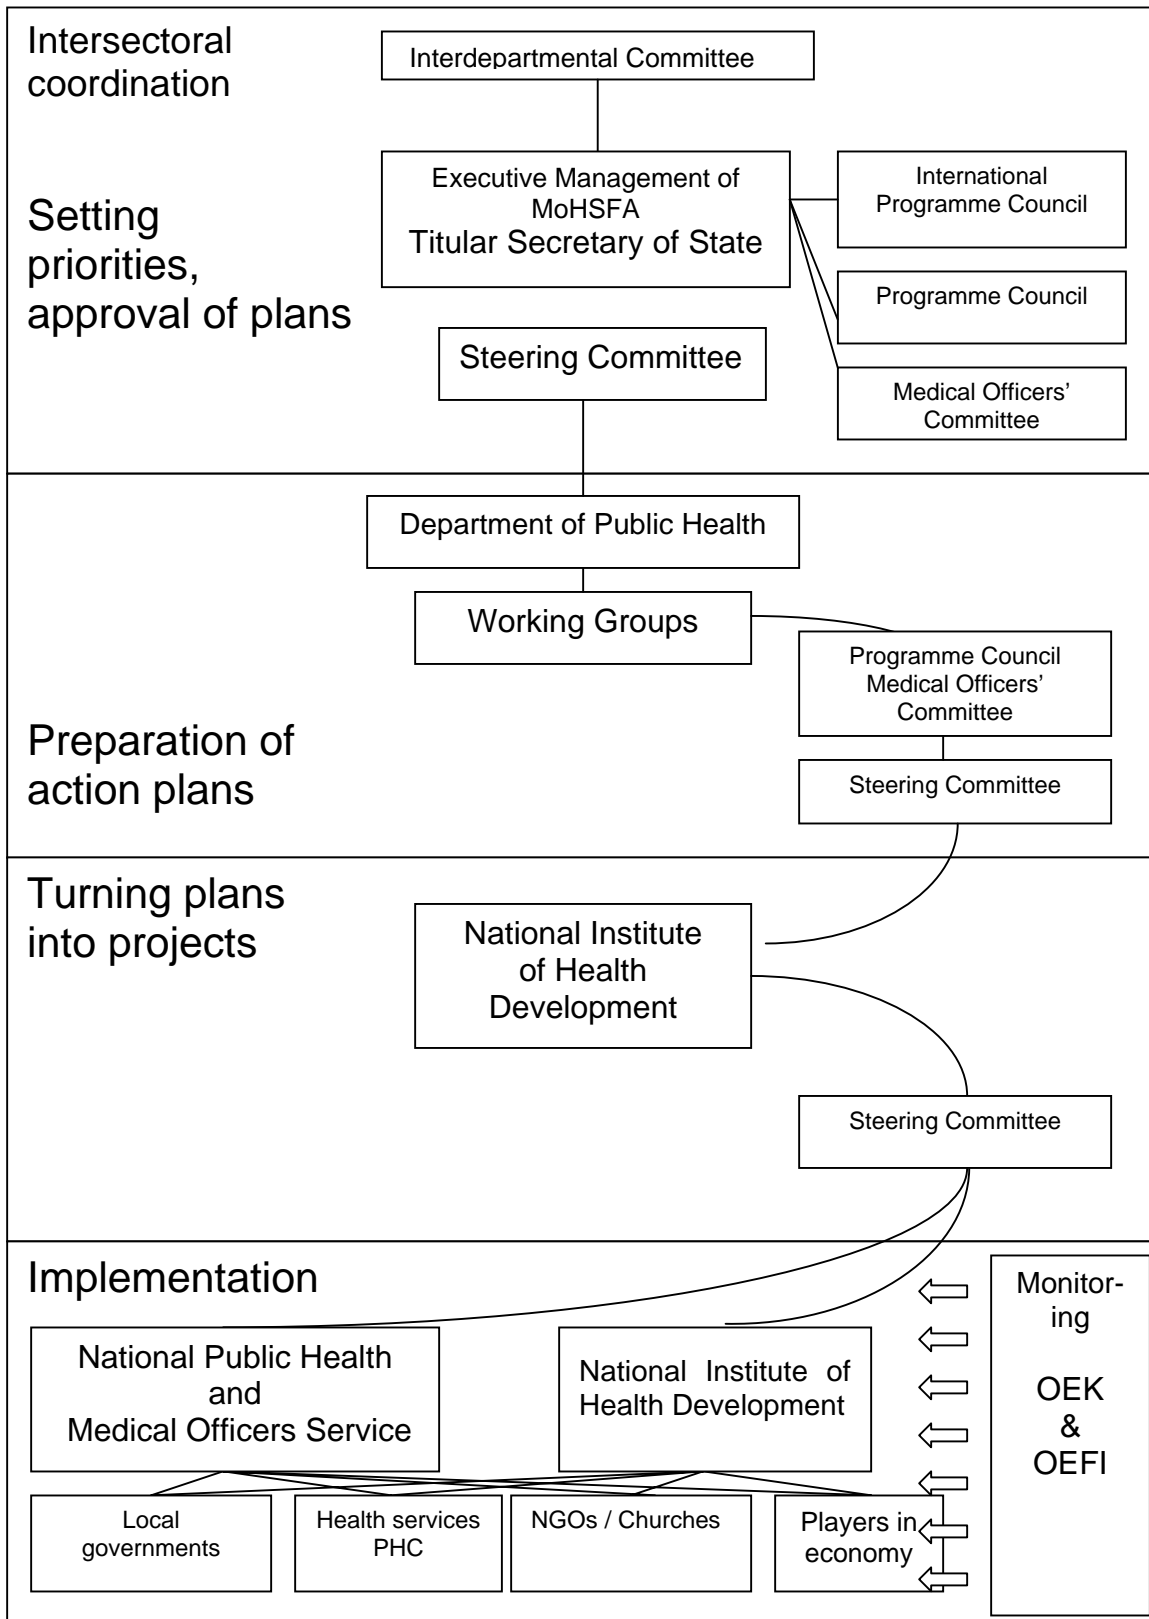 Intersectoral
coordination
Interdepartmental Committee
Executive Management of
MoHSFA
Titular Secretary of State
International
Programme Council
Setting
priorities,
approval of plans
Programme Council
Steering Committee
Medical Officers’
Committee
Department of Public Health
Working Groups
Programme Council
Medical Officers’
Committee
Preparation of
action plans
Steering Committee
Turning plans
into projects
National Institute
of Health
Development
Steering Committee
Implementation
Monitor-
ing
OEK
&
OEFI
National Public Health
and
Medical Officers Service
National Institute of
Health Development
Local
governments
Health services
PHC
NGOs / Churches
Players in
economy